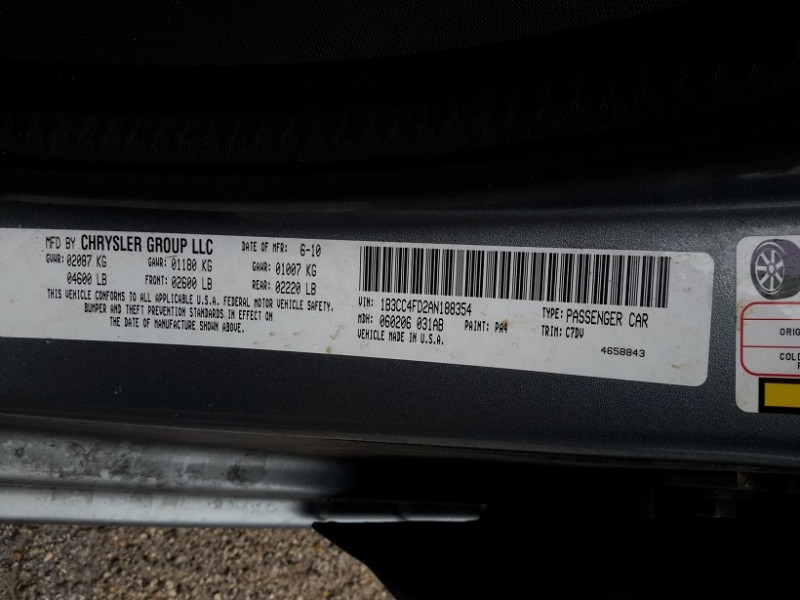 MFD BY CHRYSLER GROUP LLC DATE OF MFR: 6-10
GVWR: 02087 KG GAWR: 01180 KG GAWR: 01007 KG
04600 LB FRONT: 02600 LB REAR: 02220 LB
THIS VEHICLE CONFORMS TO ALL APPLICABLE U.S.A. FEDERAL MOTOR VEHICLE SAFETY,
BUMPER AND THEFT PREVENTION STANDARDS IN EFFECT ON
THE DATE OF MANUFACTURE SHOWN ABOVE.
VIN: 1B3CC4FD2AN188354 TYPE: PASSENGER CAR
MDH: 060206 031AB PAINT: PA4 TRIM: C7DV
VEHICLE MADE IN U.S.A. 4658843
ORIG
COLD